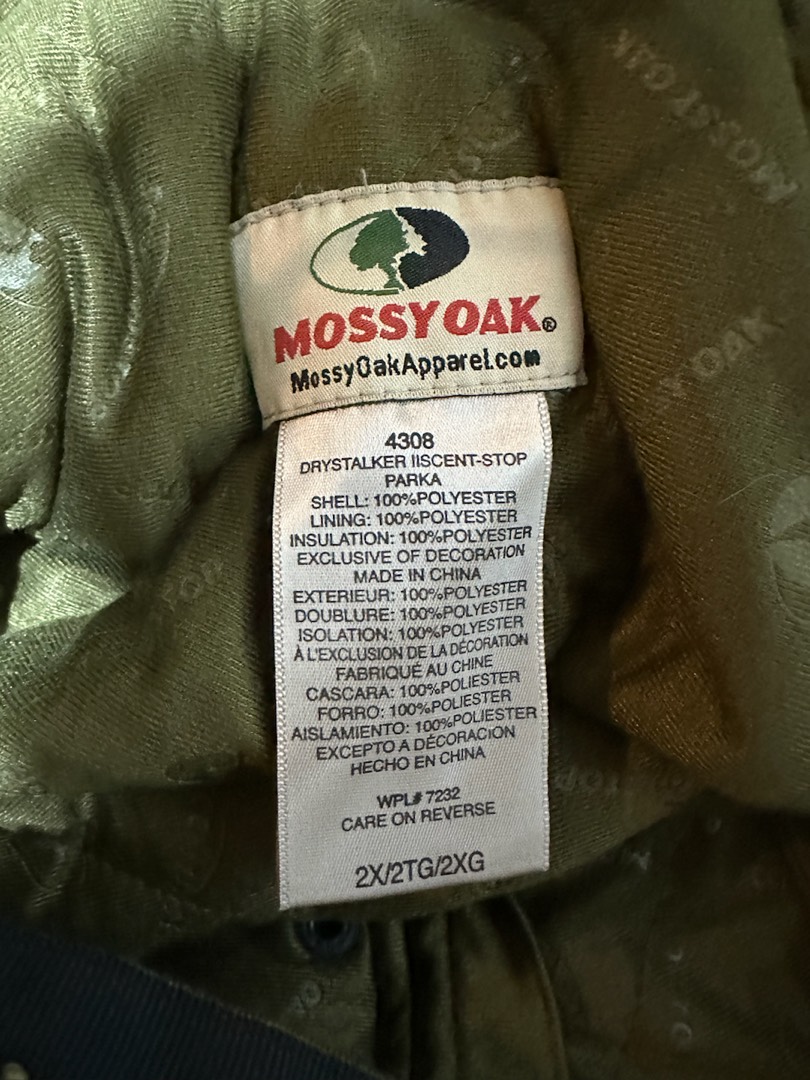 MOSSY OAK
MOSSY OAK®
MossyOakApparel.com
4308
DRYSTALKER IISCENT-STOP
PARKA
SHELL: 100%POLYESTER
LINING: 100%POLYESTER
INSULATION: 100%POLYESTER
EXCLUSIVE OF DECORATION
MADE IN CHINA
EXTERIEUR: 100%POLYESTER
DOUBLURE: 100%POLYESTER
ISOLATION: 100%POLYESTER
À L'EXCLUSION DE LA DÉCORATION
FABRIQUÉ AU CHINE
CASCARA: 100%POLIESTER
FORRO: 100%POLIESTER
AISLAMIENTO: 100%POLIESTER
EXCEPTO A DÉCORACION
HECHO EN CHINA
WPL# 7232
CARE ON REVERSE
2X/2TG/2XG